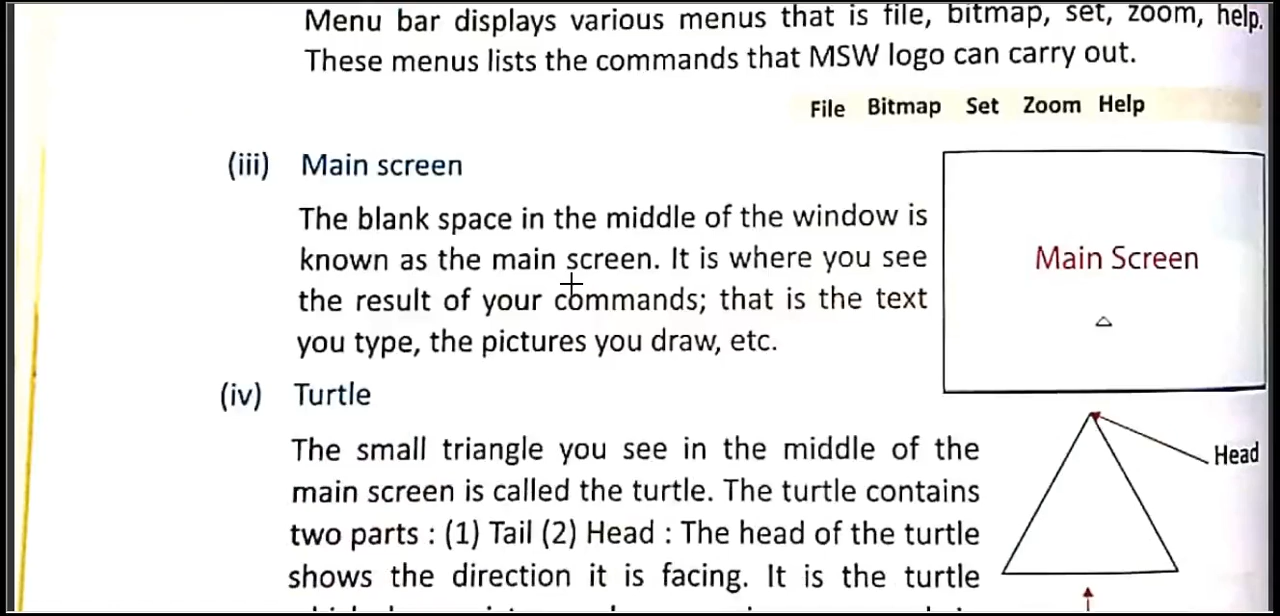 Menu bar displays various menus that is file, bitmap, set, zoom, help.
These menus lists the commands that MSW logo can carry out.
File Bitmap Set Zoom Help
(iii) Main screen
The blank space in the middle of the window is
known as the main screen. It is where you see
the result of your commands; that is the text
you type, the pictures you draw, etc.
Main Screen
(iv) Turtle
The small triangle you see in the middle of the
main screen is called the turtle. The turtle contains
two parts : (1) Tail (2) Head : The head of the turtle
shows the direction it is facing. It is the turtle
Head